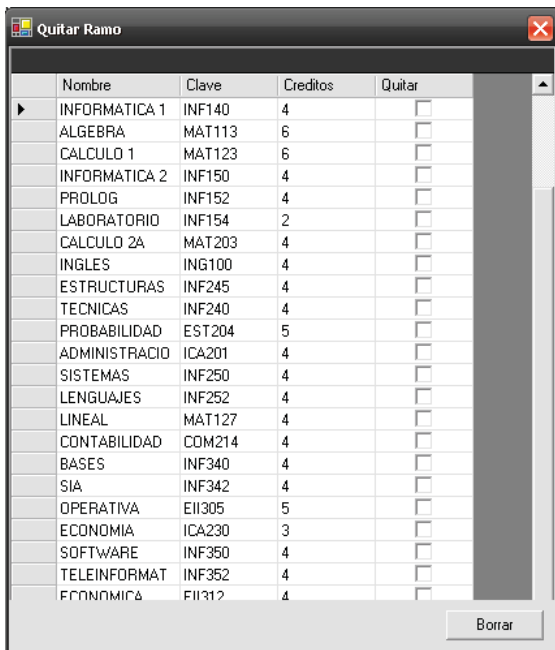 Quitar Ramo
Nombre Clave Creditos Quitar
INFORMATICA 1 INF140 4
ALGEBRA MAT113 6
CALCULO 1 MAT123 6
INFORMATICA 2 INF150 4
PROLOG INF152 4
LABORATORIO INF154 2
CALCULO 2A MAT203 4
INGLES ING100 4
ESTRUCTURAS INF245 4
TECNICAS INF240 4
PROBABILIDAD EST204 5
ADMINISTRACIO ICA201 4
SISTEMAS INF250 4
LENGUAJES INF252 4
LINEAL MAT127 4
CONTABILIDAD COM214 4
BASES INF340 4
SIA INF342 4
OPERATIVA EII305 5
ECONOMIA ICA230 3
SOFTWARE INF350 4
TELEINFORMAT INF352 4
ECONOMICA EII312 4
Borrar